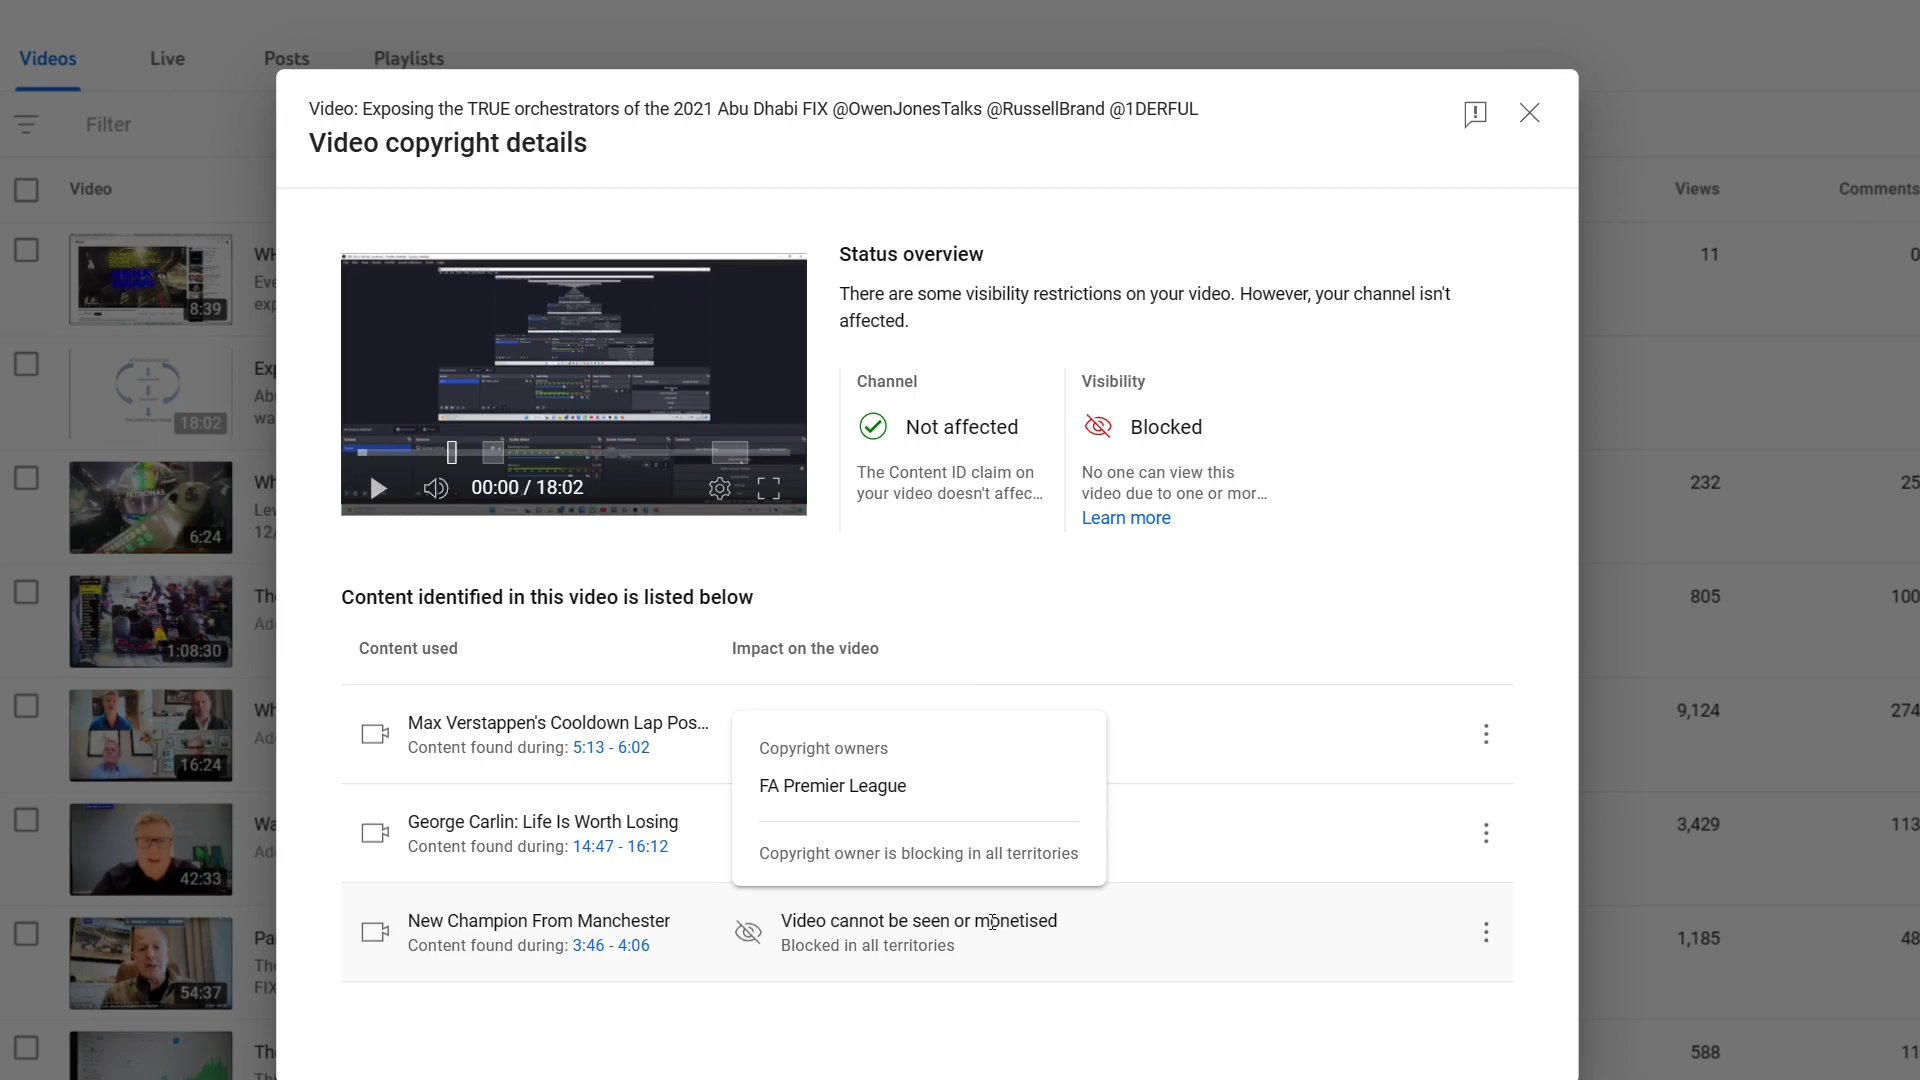 Videos
Live
Posts
Playlists
Filter
Video
Views
Comments
Video: Exposing the TRUE orchestrators of the 2021 Abu Dhabi FIX @OwenJonesTalks @RussellBrand @1DERFUL
Video copyright details
Status overview
There are some visibility restrictions on your video. However, your channel isn't
affected.
Channel
Not affected
The Content ID claim on
your video doesn't affec...
Visibility
Blocked
No one can view this
video due to one or mor...
Learn more
00:00 / 18:02
Content identified in this video is listed below
Content used
Impact on the video
Max Verstappen's Cooldown Lap Pos...
Content found during: 5:13 - 6:02
Copyright owners
FA Premier League
Copyright owner is blocking in all territories
George Carlin: Life Is Worth Losing
Content found during: 14:47 - 16:12
New Champion From Manchester
Content found during: 3:46 - 4:06
Video cannot be seen or monetised
Blocked in all territories
8:39
11
0
18:02
PETRONAS
6:24
232
25
1:08:30
805
100
16:24
9,124
274
42:33
3,429
113
54:37
FIX
1,185
48
588
11